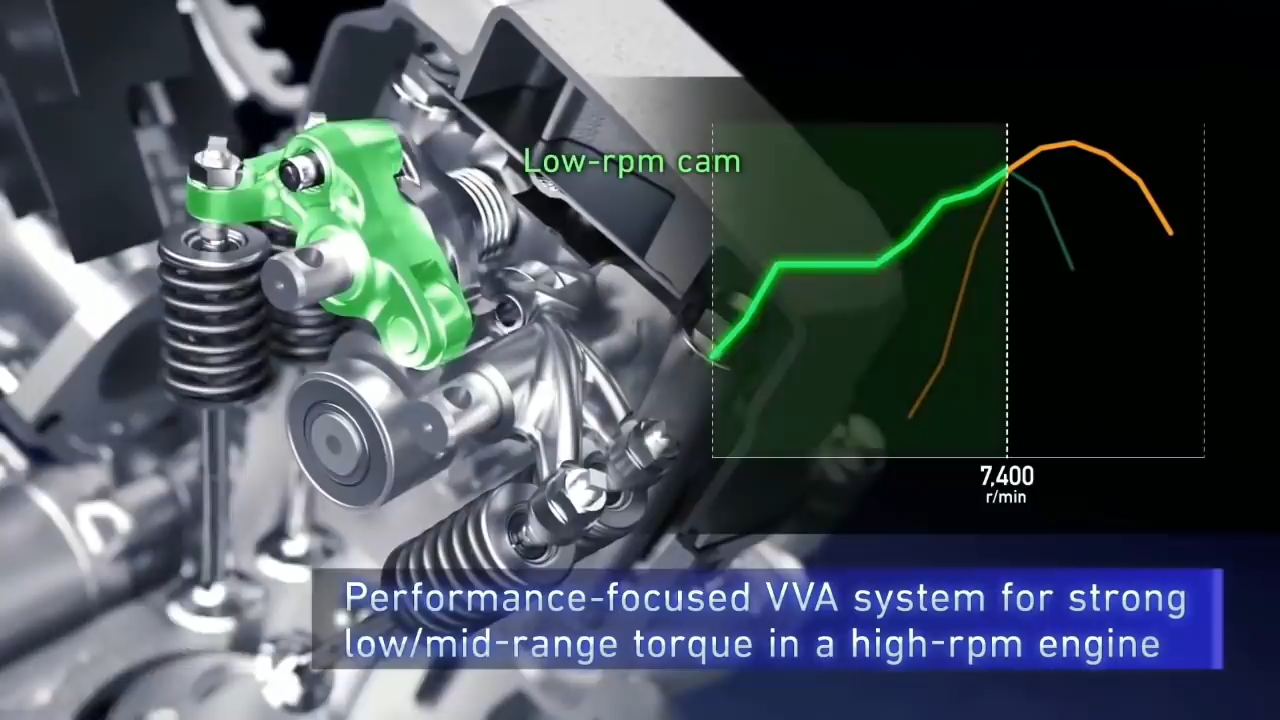 Low-rpm cam
7,400
r/min
Performance-focused VVA system for strong
low/mid-range torque in a high-rpm engine